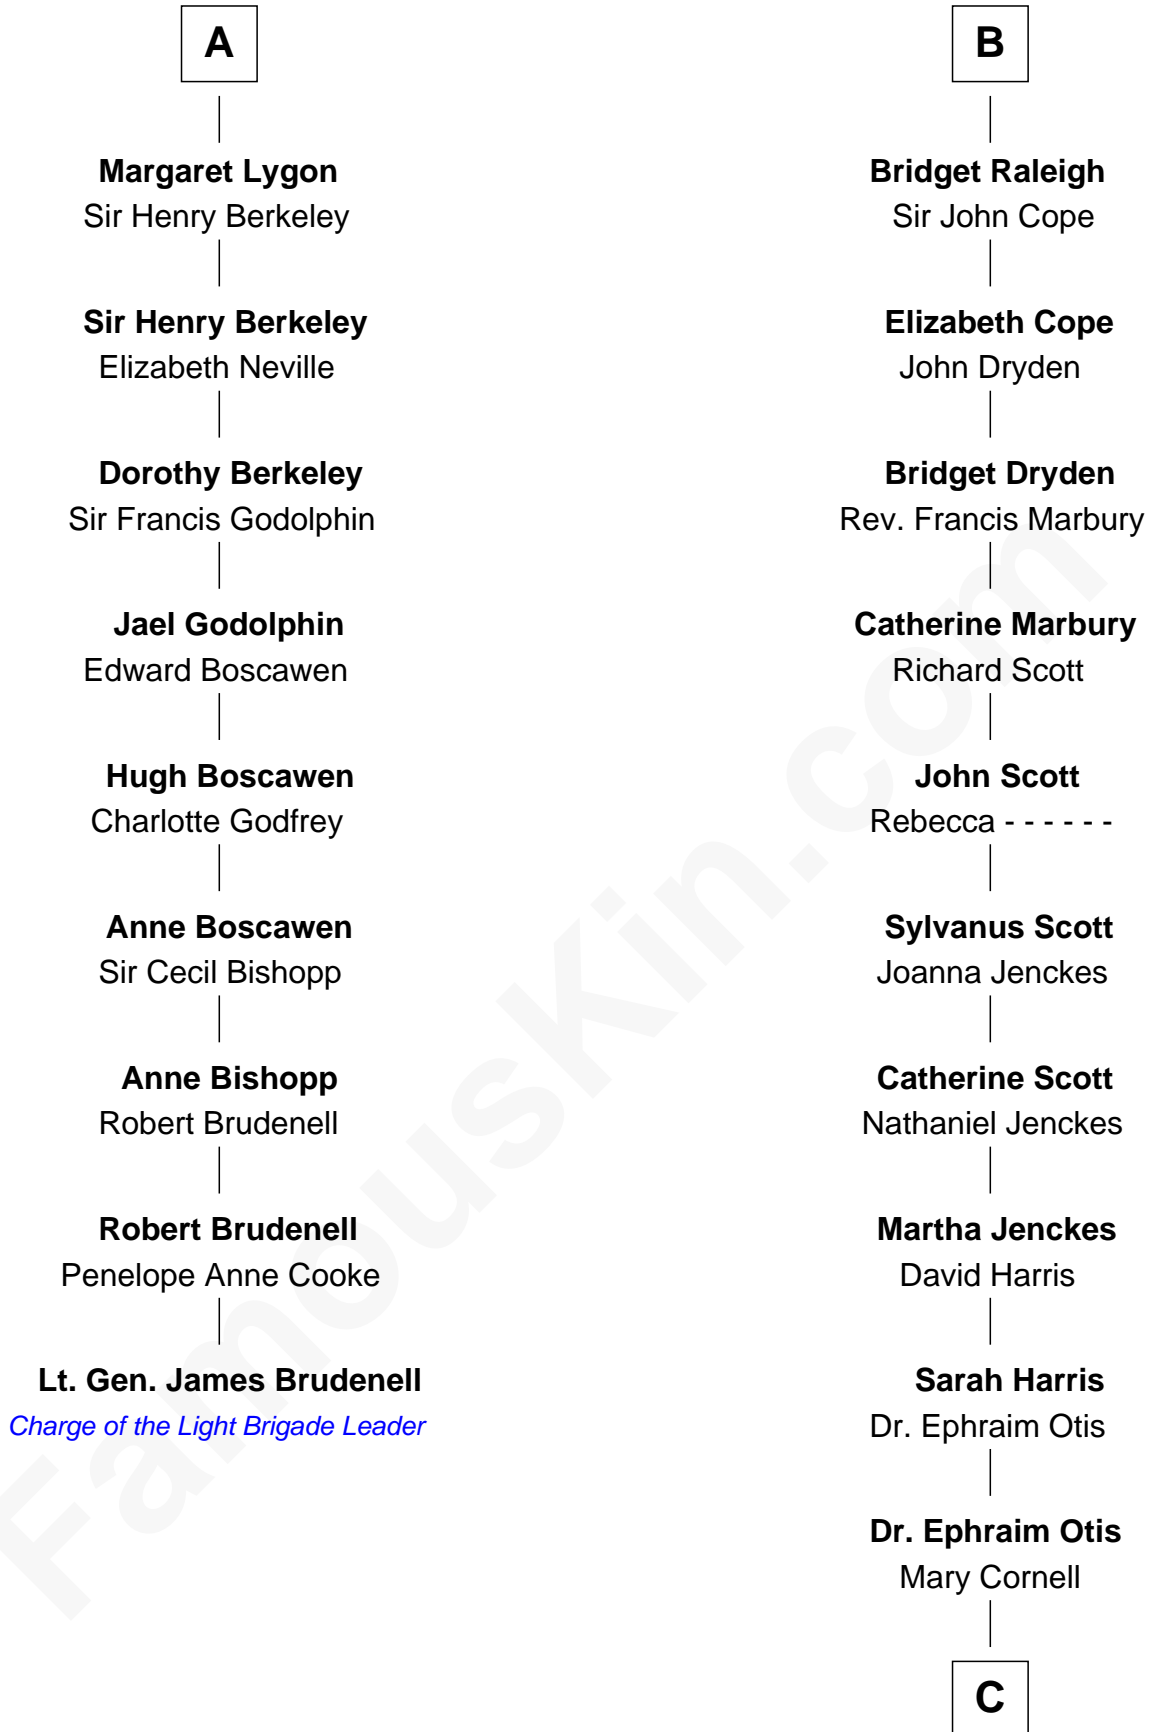 A
Margaret Lygon
Sir Henry Berkeley
Sir Henry Berkeley
Elizabeth Neville
Dorothy Berkeley
Sir Francis Godolphin
Jael Godolphin
Edward Boscawen
Hugh Boscawen
Charlotte Godfrey
Anne Boscawen
Sir Cecil Bishopp
Anne Bishopp
Robert Brudenell
Robert Brudenell
Penelope Anne Cooke
Lt. Gen. James Brudenell
Charge of the Light Brigade Leader
B
Bridget Raleigh
Sir John Cope
Elizabeth Cope
John Dryden
Bridget Dryden
Rev. Francis Marbury
Catherine Marbury
Richard Scott
John Scott
Rebecca - - - - - -
Sylvanus Scott
Joanna Jenckes
Catherine Scott
Nathaniel Jenckes
Martha Jenckes
David Harris
Sarah Harris
Dr. Ephraim Otis
Dr. Ephraim Otis
Mary Cornell
C
FamousKin.com